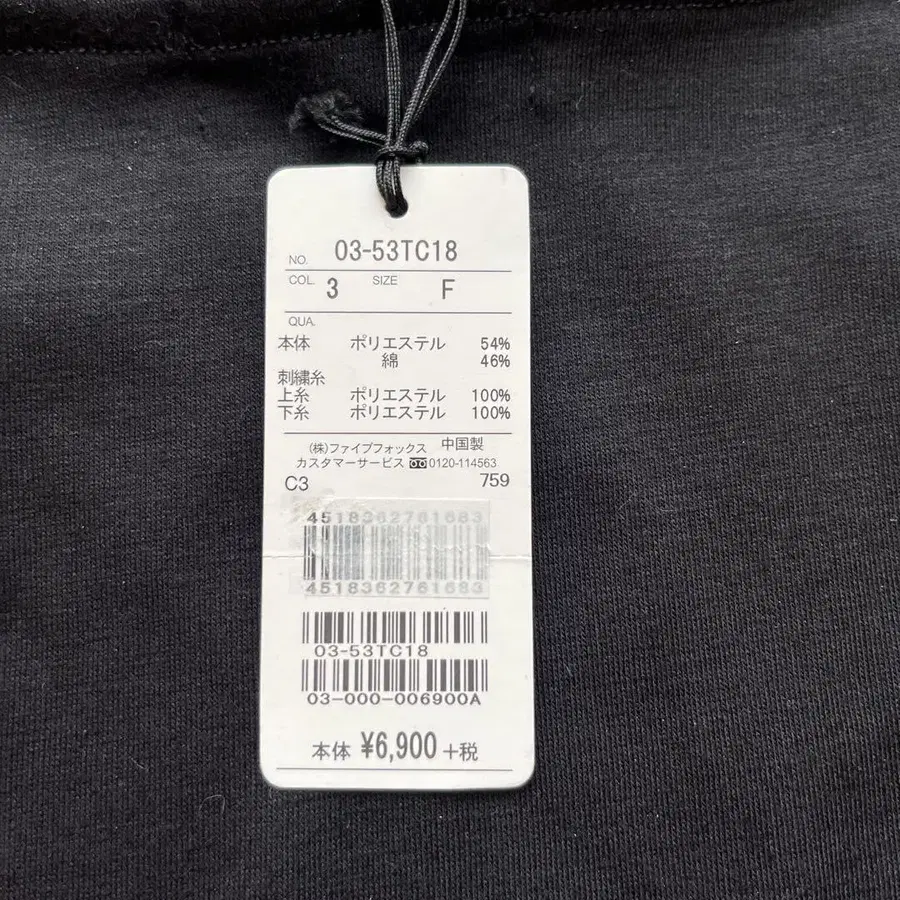 NO. 03-53TC18
COL. 3 SIZE F
QUA.
本体 ポリエステル 54%
綿 46%
刺繍糸
上糸 ポリエステル 100%
下糸 ポリエステル 100%
(株)ファイブフォックス 中国製
カスタマーサービス 0120-114563
C3 759
4518362761683
4518362761683
03-53TC18
03-000-006900A
本体 ¥6,900 +税